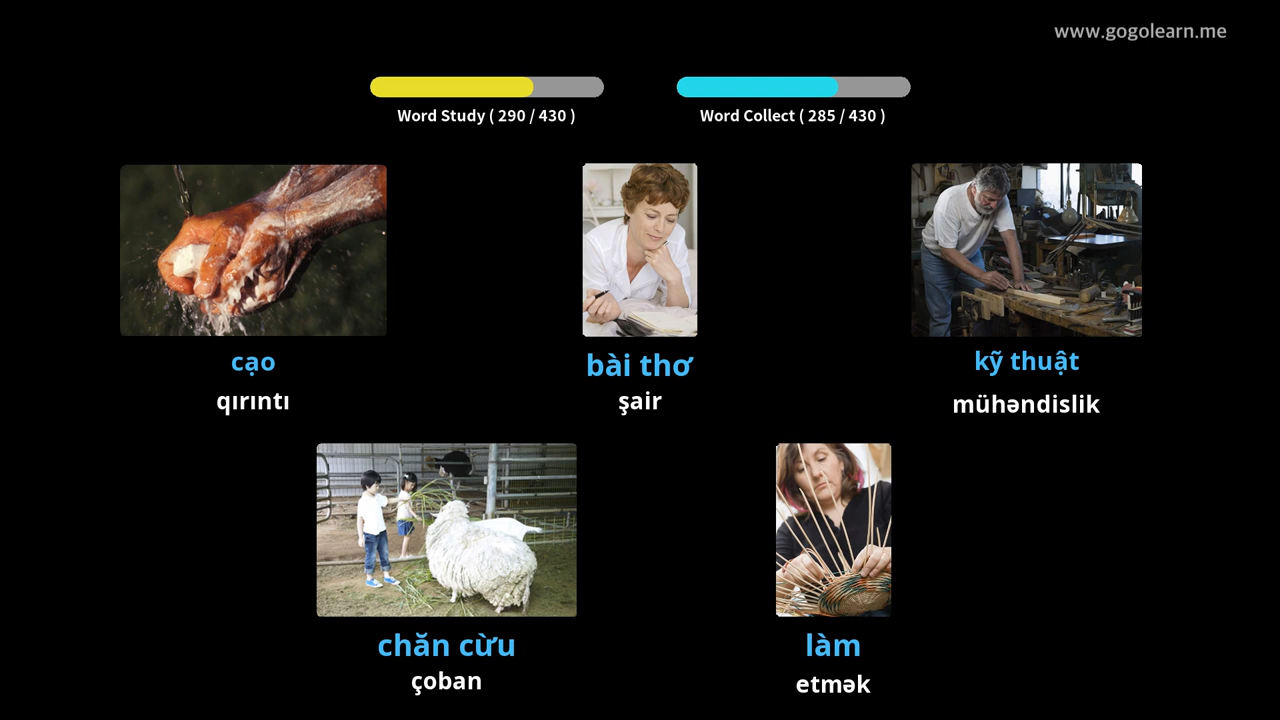 www.gogolearn.me
Word Study ( 290 / 430 )
Word Collect ( 285 / 430 )
cạo
qırıntı
bài thơ
şair
kỹ thuật
mühəndislik
chăn cừu
çoban
làm
etmək